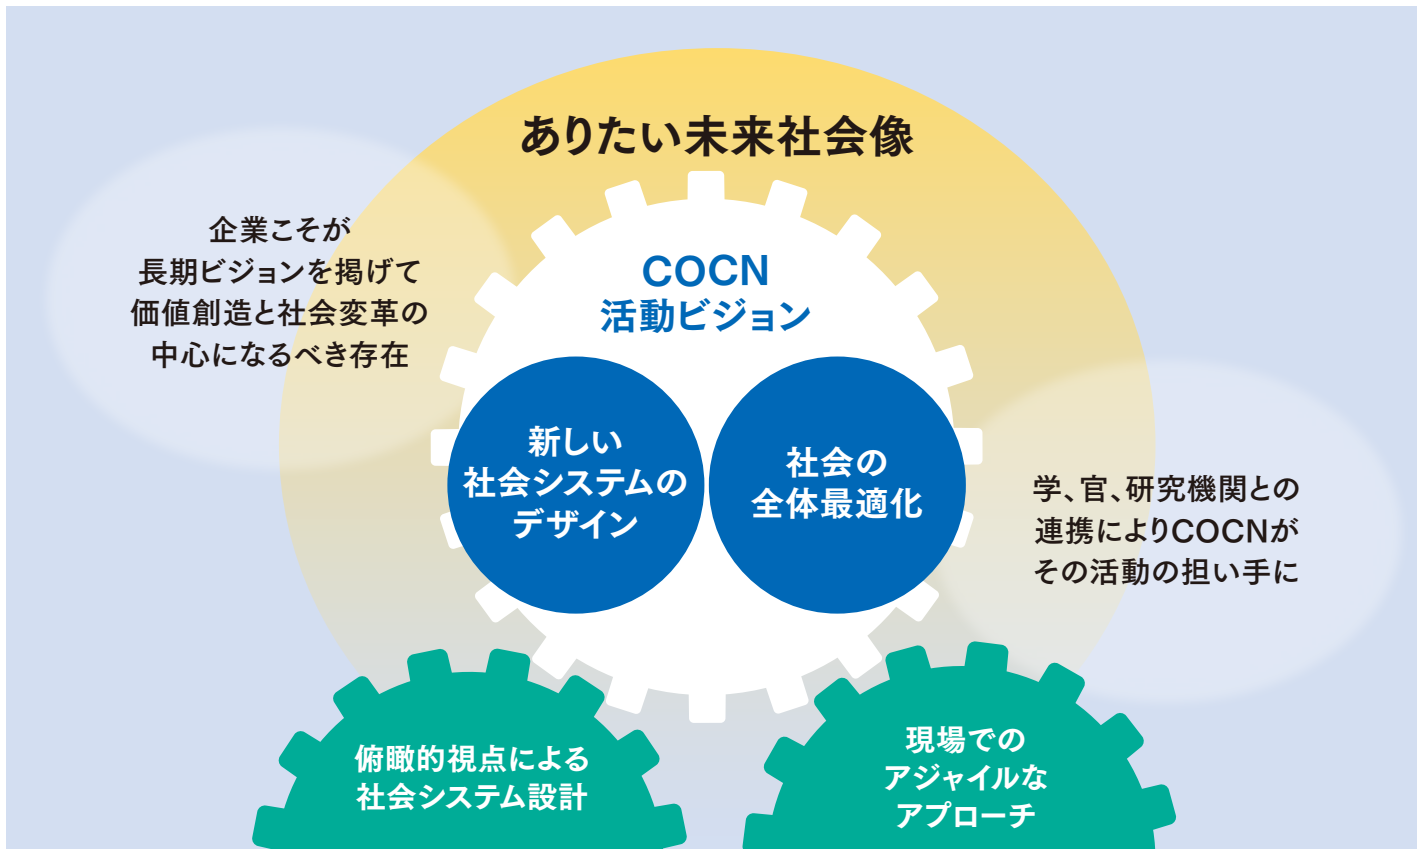 ありたい未来社会像
企業こそが
長期ビジョンを掲げて
価値創造と社会変革の
中心になるべき存在
COCN
活動ビジョン
新しい
社会システムの
デザイン
社会の
全体最適化
学、官、研究機関との
連携によりCOCNが
その活動の担い手に
俯瞰的視点による
社会システム設計
現場での
アジャイルな
アプローチ